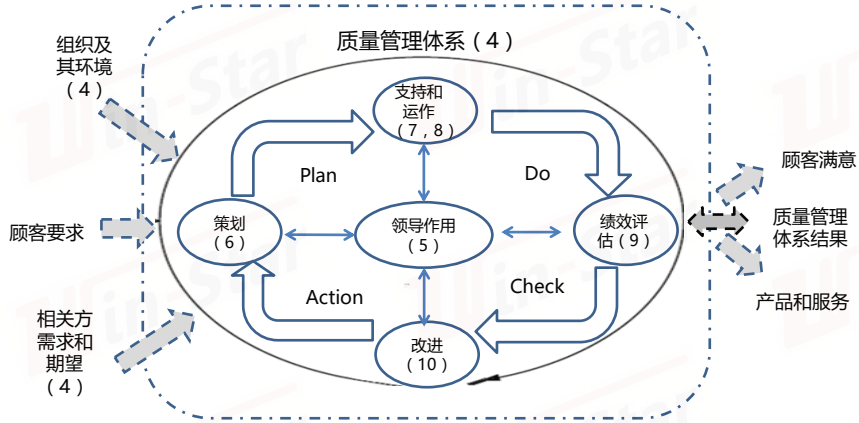 质量管理体系（4）
组织及
其环境
（4）
支持和
运作
（7，8）
Plan
Do
顾客满意
顾客要求
策划
（6）
领导作用
（5）
绩效评
估（9）
质量管理
体系结果
Action
Check
产品和服务
相关方
需求和
期望
（4）
改进
（10）
Win-Star